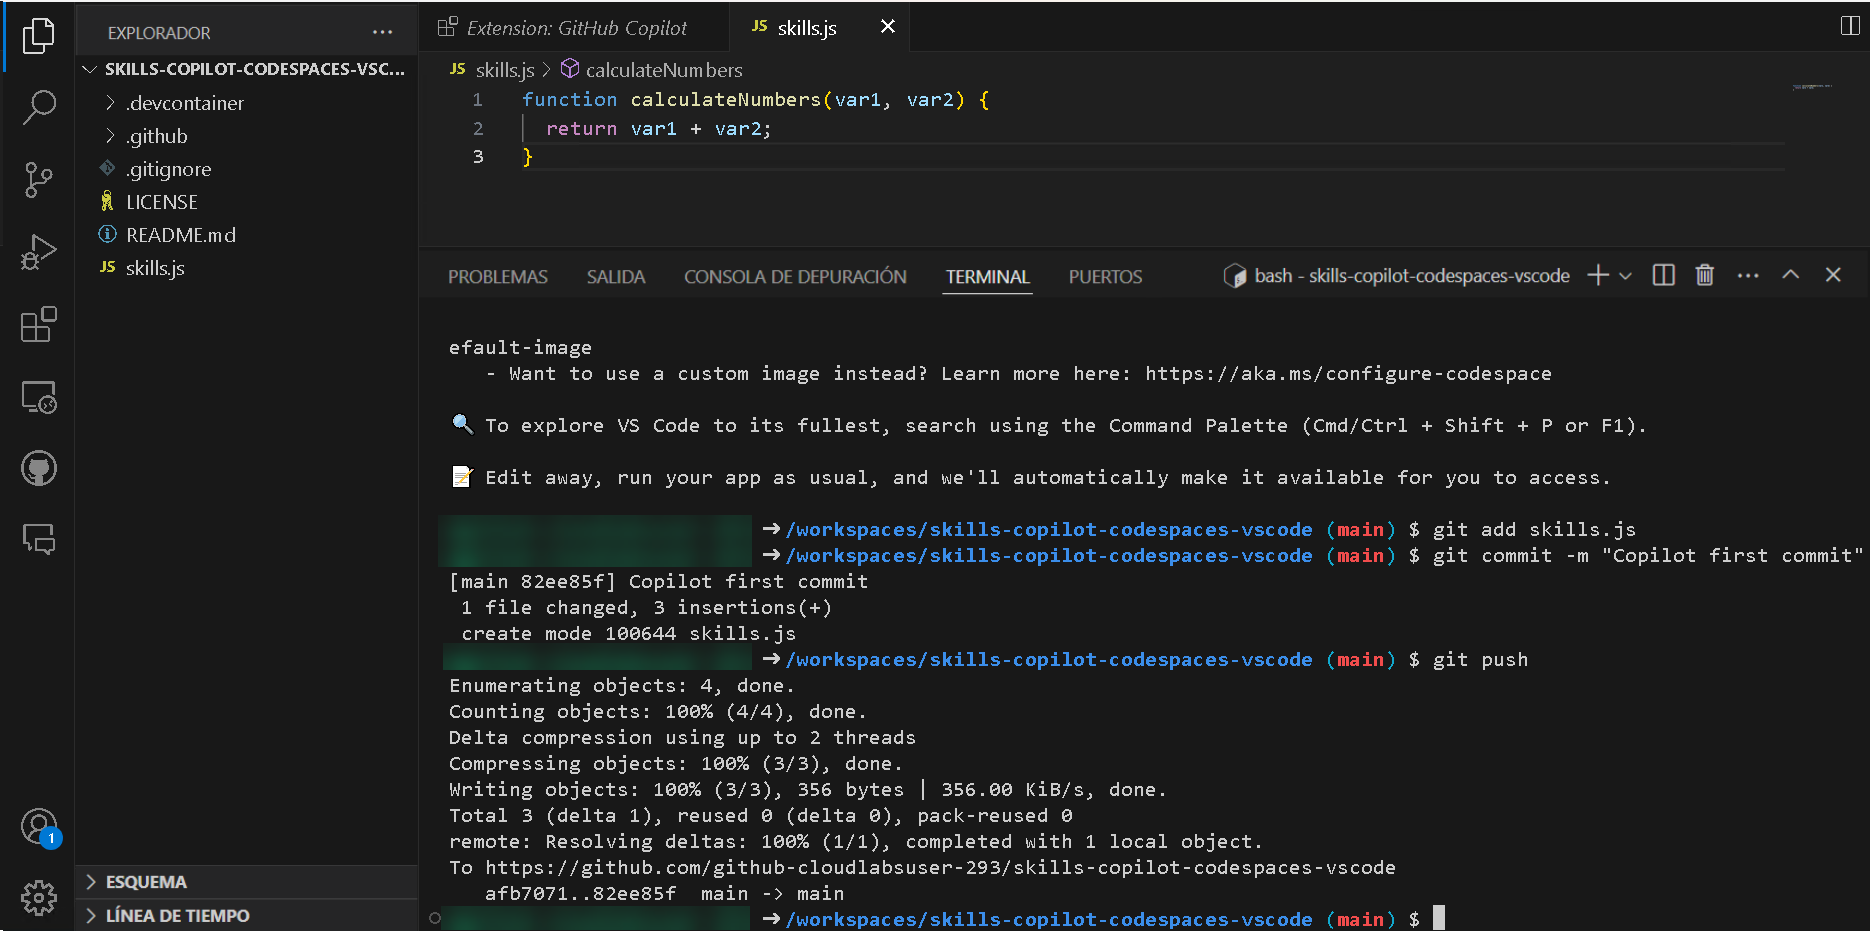 EXPLORADOR
SKILLS-COPILOT-CODESPACES-VSC...
.devcontainer
.github
.gitignore
LICENSE
README.md
JS skills.js
1
ESQUEMA
LÍNEA DE TIEMPO
Extension: GitHub Copilot
JS skills.js
JS skills.js > calculateNumbers
1 function calculateNumbers(var1, var2) {
2 return var1 + var2;
3 }
PROBLEMAS SALIDA CONSOLA DE DEPURACIÓN TERMINAL PUERTOS bash - skills-copilot-codespaces-vscode
efault-image
- Want to use a custom image instead? Learn more here: https://aka.ms/configure-codespace
To explore VS Code to its fullest, search using the Command Palette (Cmd/Ctrl + Shift + P or F1).
Edit away, run your app as usual, and we'll automatically make it available for you to access.
➜/workspaces/skills-copilot-codespaces-vscode (main) $ git add skills.js
➜/workspaces/skills-copilot-codespaces-vscode (main) $ git commit -m "Copilot first commit"
[main 82ee85f] Copilot first commit
1 file changed, 3 insertions(+)
create mode 100644 skills.js
➜/workspaces/skills-copilot-codespaces-vscode (main) $ git push
Enumerating objects: 4, done.
Counting objects: 100% (4/4), done.
Delta compression using up to 2 threads
Compressing objects: 100% (3/3), done.
Writing objects: 100% (3/3), 356 bytes | 356.00 KiB/s, done.
Total 3 (delta 1), reused 0 (delta 0), pack-reused 0
remote: Resolving deltas: 100% (1/1), completed with 1 local object.
To https://github.com/github-cloudlabsuser-293/skills-copilot-codespaces-vscode
afb7071..82ee85f main -> main
➜/workspaces/skills-copilot-codespaces-vscode (main) $